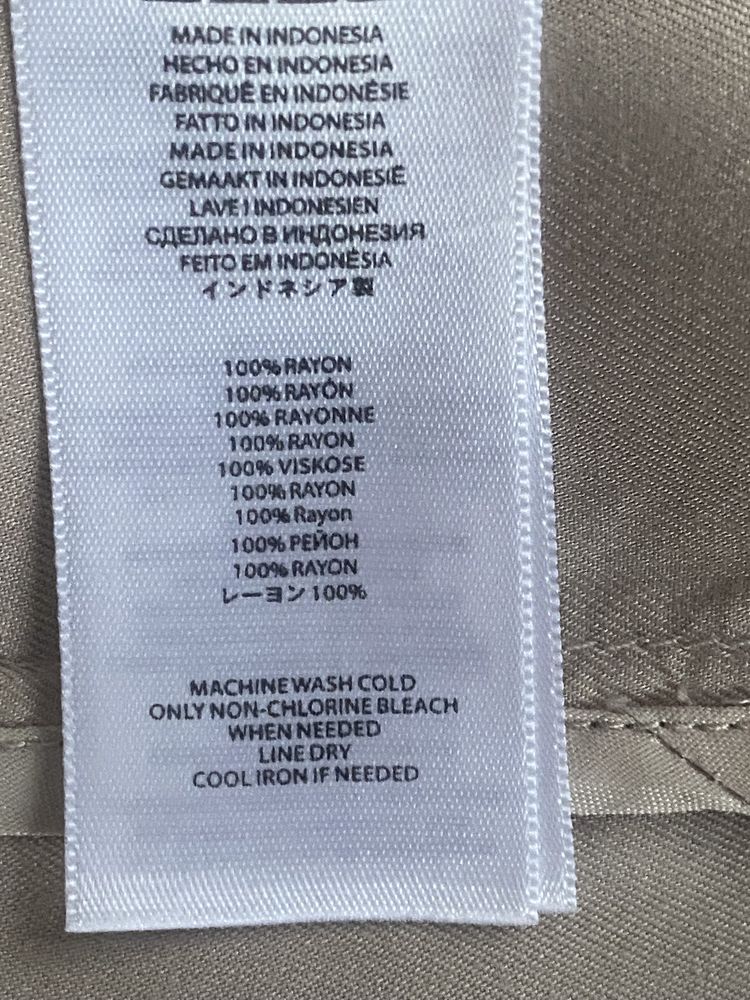 MADE IN INDONESIA
HECHO EN INDONESIA
FABRIQUÉ EN INDONÉSIE
FATTO IN INDONESIA
MADE IN INDONESIA
GEMAAKT IN INDONESIË
LAVE I INDONESIEN
СДЕЛАНО В ИНДОНЕЗИЯ
FEITO EM INDONÉSIA
インドネシア製
100% RAYON
100% RAYÓN
100% RAYONNE
100% RAYON
100% VISKOSE
100% RAYON
100% Rayon
100% РЕЙОН
100% RAYON
レーヨン 100%
MACHINE WASH COLD
ONLY NON-CHLORINE BLEACH
WHEN NEEDED
LINE DRY
COOL IRON IF NEEDED